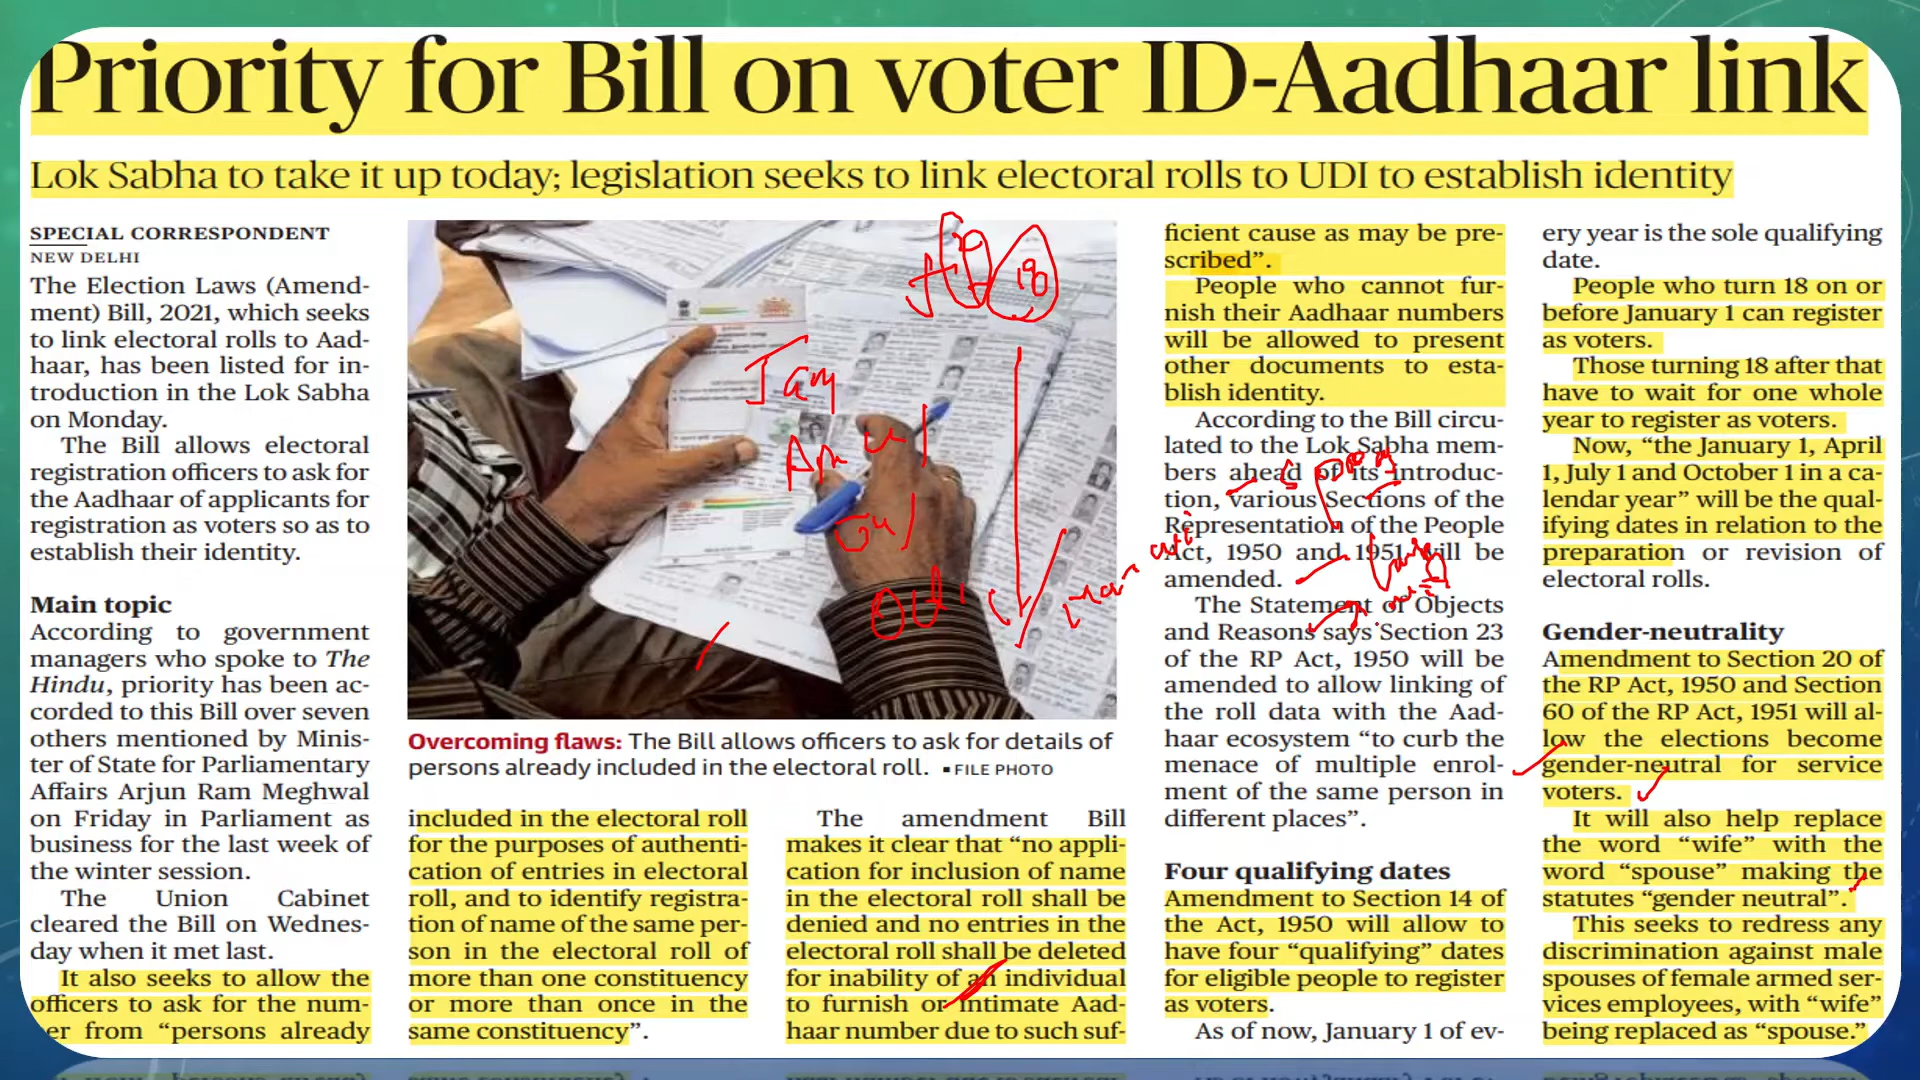 Priority for Bill on voter ID-Aadhaar link
Lok Sabha to take it up today; legislation seeks to link electoral rolls to UDI to establish identity
SPECIAL CORRESPONDENT
NEW DELHI
The Election Laws (Amend-
ment) Bill, 2021, which seeks
to link electoral rolls to Aad-
haar, has been listed for in-
troduction in the Lok Sabha
on Monday.
The Bill allows electoral
registration officers to ask for
the Aadhaar of applicants for
registration as voters so as to
establish their identity.
Main topic
According to government
managers who spoke to The
Hindu, priority has been ac-
corded to this Bill over seven
others mentioned by Minis-
ter of State for Parliamentary
Affairs Arjun Ram Meghwal
on Friday in Parliament as
business for the last week of
the winter session.
The Union Cabinet
cleared the Bill on Wednes-
day when it met last.
It also seeks to allow the
officers to ask for the num-
er from “persons already
Jan
18
Overcoming flaws: The Bill allows officers to ask for details of
persons already included in the electoral roll. ▪ FILE PHOTO
included in the electoral roll
for the purposes of authenti-
cation of entries in electoral
roll, and to identify registra-
tion of name of the same per-
son in the electoral roll of
more than one constituency
or more than once in the
same constituency”.
The amendment Bill
makes it clear that “no appli-
cation for inclusion of name
in the electoral roll shall be
denied and no entries in the
electoral roll shall be deleted
for inability of an individual
to furnish or intimate Aad-
haar number due to such suf-
ficient cause as may be pre-
scribed”.
People who cannot fur-
nish their Aadhaar numbers
will be allowed to present
other documents to esta-
blish identity.
According to the Bill circu-
lated to the Lok Sabha mem-
bers ahead of its introduc-
tion, various Sections of the
Representation of the People
Act, 1950 and 1951 will be
amended.
The Statement of Objects
and Reasons says Section 23
of the RP Act, 1950 will be
amended to allow linking of
the roll data with the Aad-
haar ecosystem “to curb the
menace of multiple enrol-
ment of the same person in
different places”.
Four qualifying dates
Amendment to Section 14 of
the Act, 1950 will allow to
have four “qualifying” dates
for eligible people to register
as voters.
As of now, January 1 of ev-
ery year is the sole qualifying
date.
People who turn 18 on or
before January 1 can register
as voters.
Those turning 18 after that
have to wait for one whole
year to register as voters.
Now, “the January 1, April
1, July 1 and October 1 in a ca-
lendar year” will be the qual-
ifying dates in relation to the
preparation or revision of
electoral rolls.
Gender-neutrality
Amendment to Section 20 of
the RP Act, 1950 and Section
60 of the RP Act, 1951 will al-
low the elections become
gender-neutral for service
voters.
It will also help replace
the word “wife” with the
word “spouse” making the
statutes “gender neutral”.
This seeks to redress any
discrimination against male
spouses of female armed ser-
vices employees, with “wife”
being replaced as “spouse.”